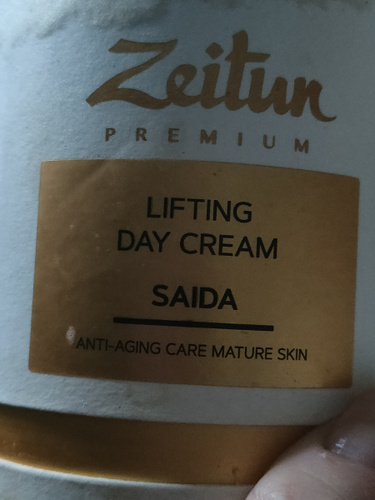 Zeitun
PREMIUM
LIFTING
DAY CREAM
SAIDA
ANTI-AGING CARE MATURE SKIN